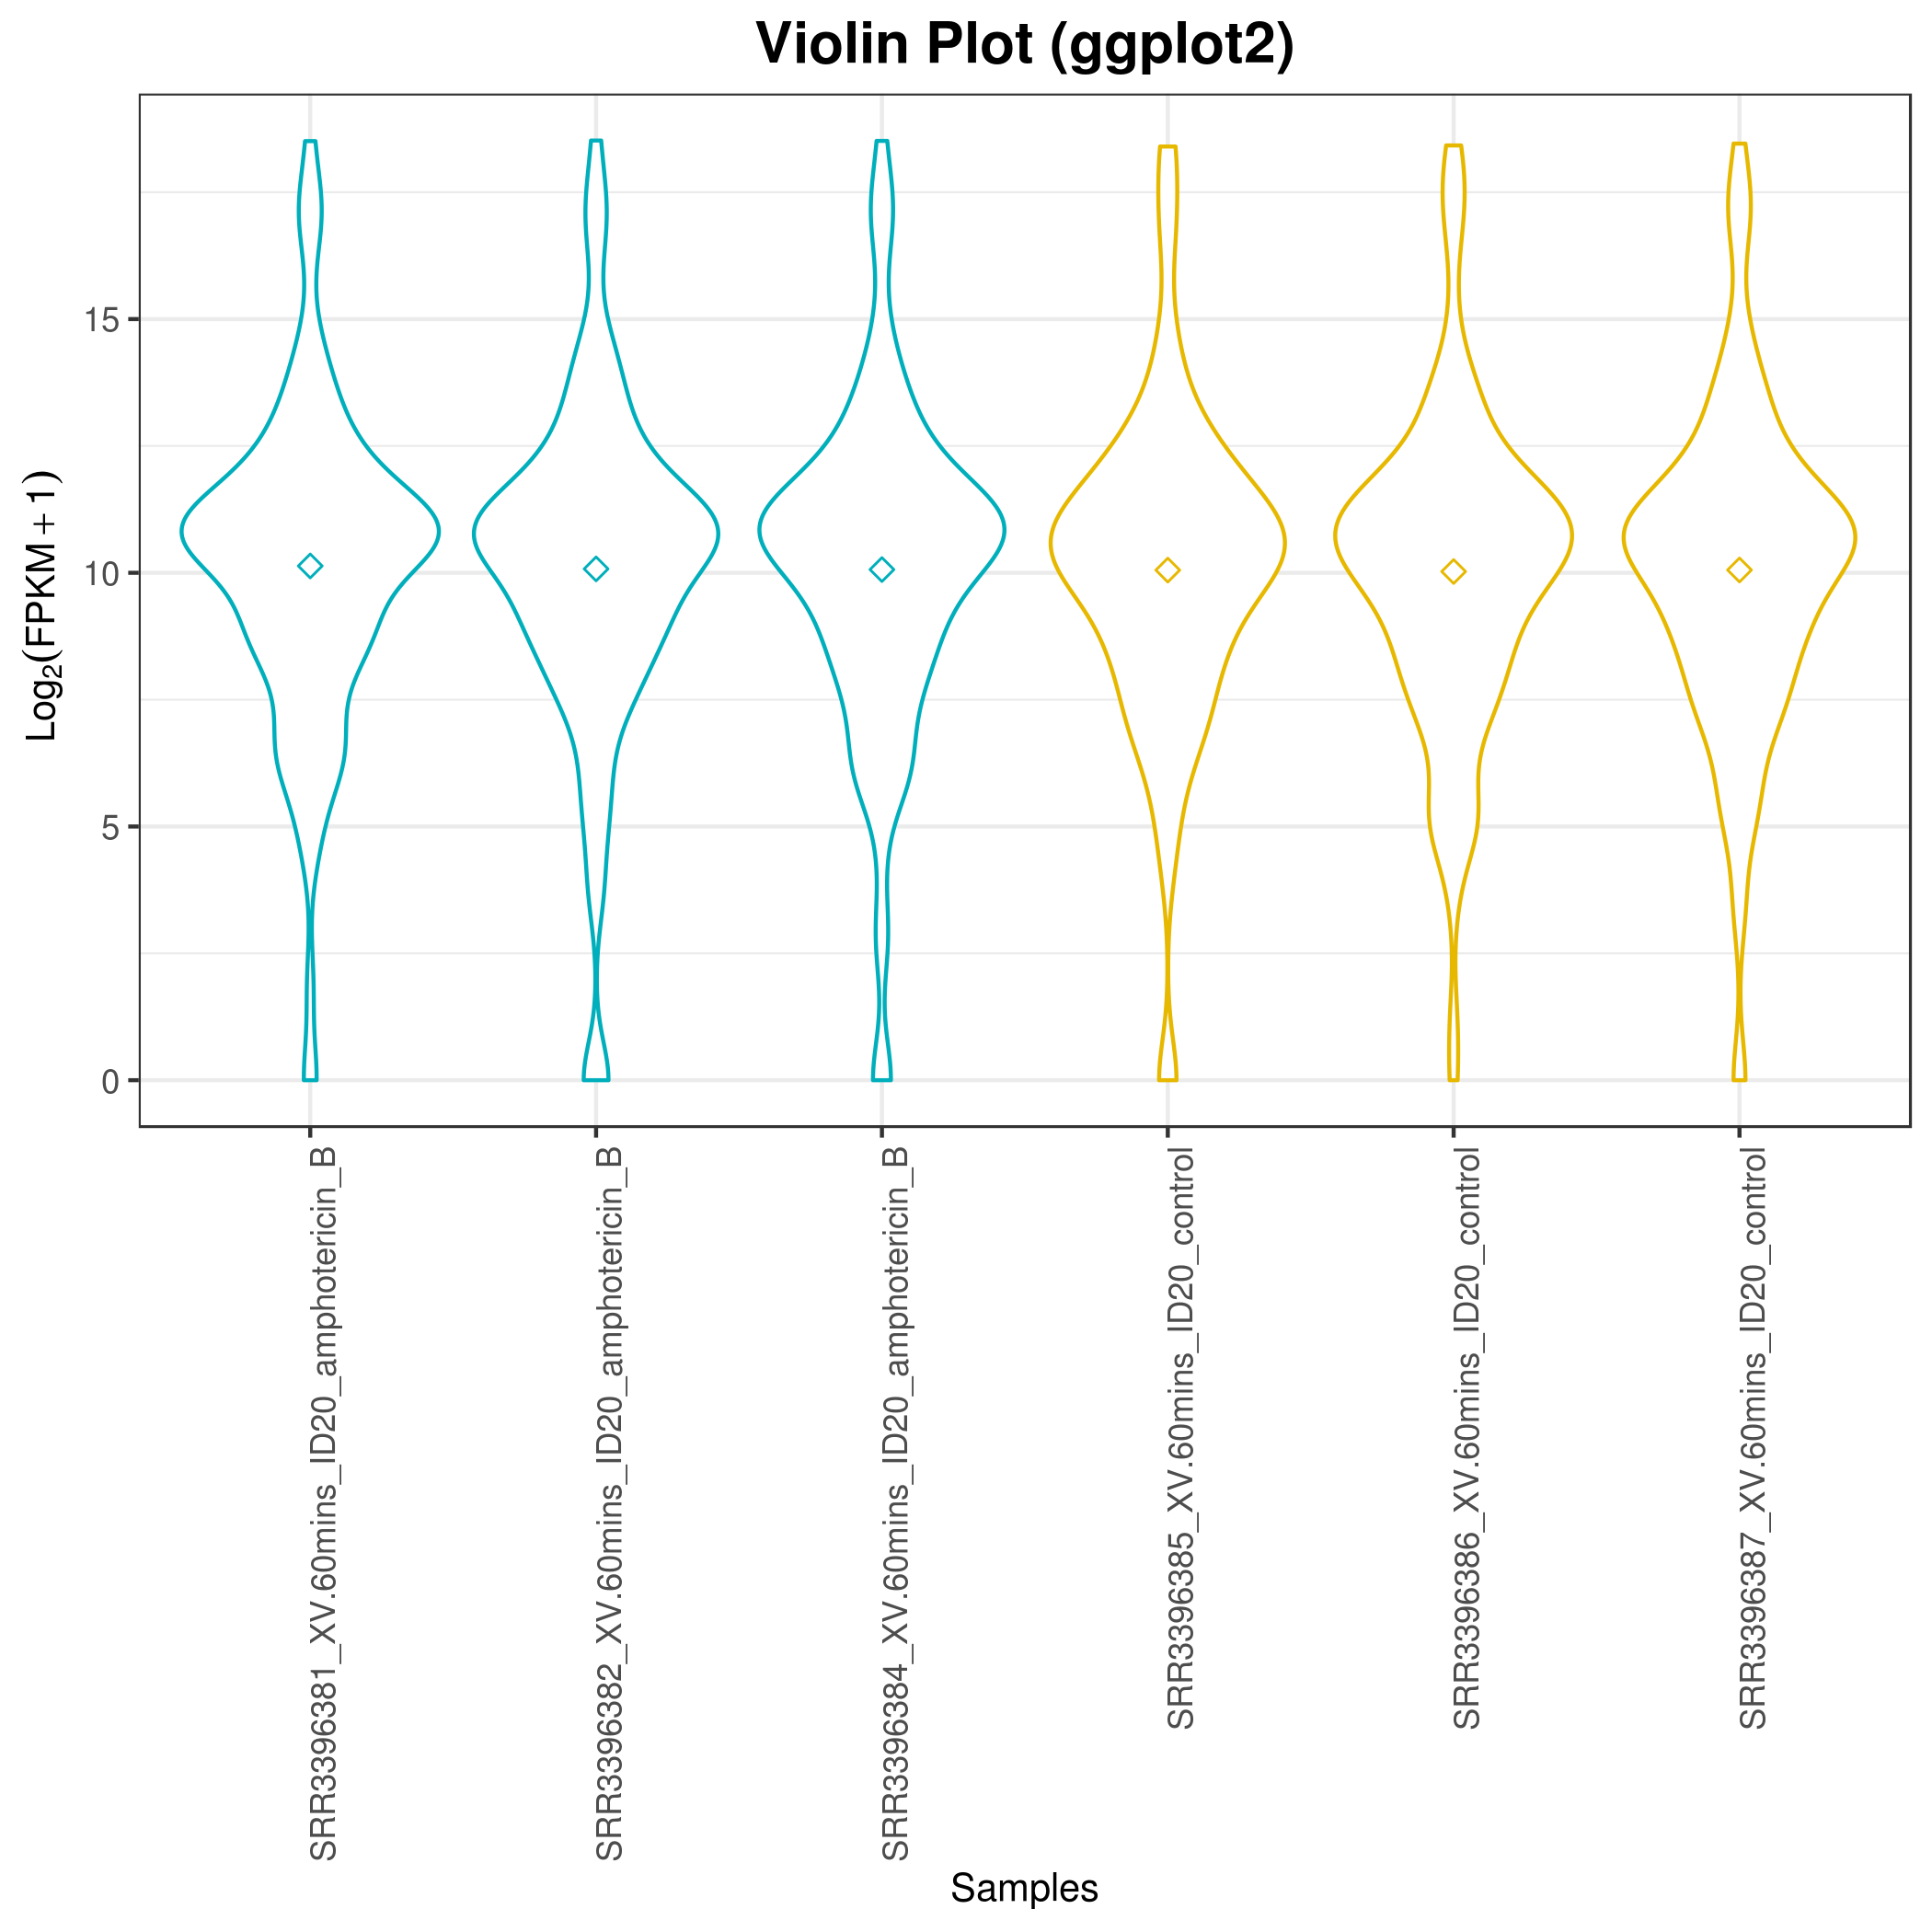 Violin Plot (ggplot2)
Log₂(FPKM + 1)
15
10
5
0
SRR3396381_XV.60mins_ID20_amphotericin_B
SRR3396382_XV.60mins_ID20_amphotericin_B
SRR3396384_XV.60mins_ID20_amphotericin_B
SRR3396385_XV.60mins_ID20_control
SRR3396386_XV.60mins_ID20_control
SRR3396387_XV.60mins_ID20_control
Samples